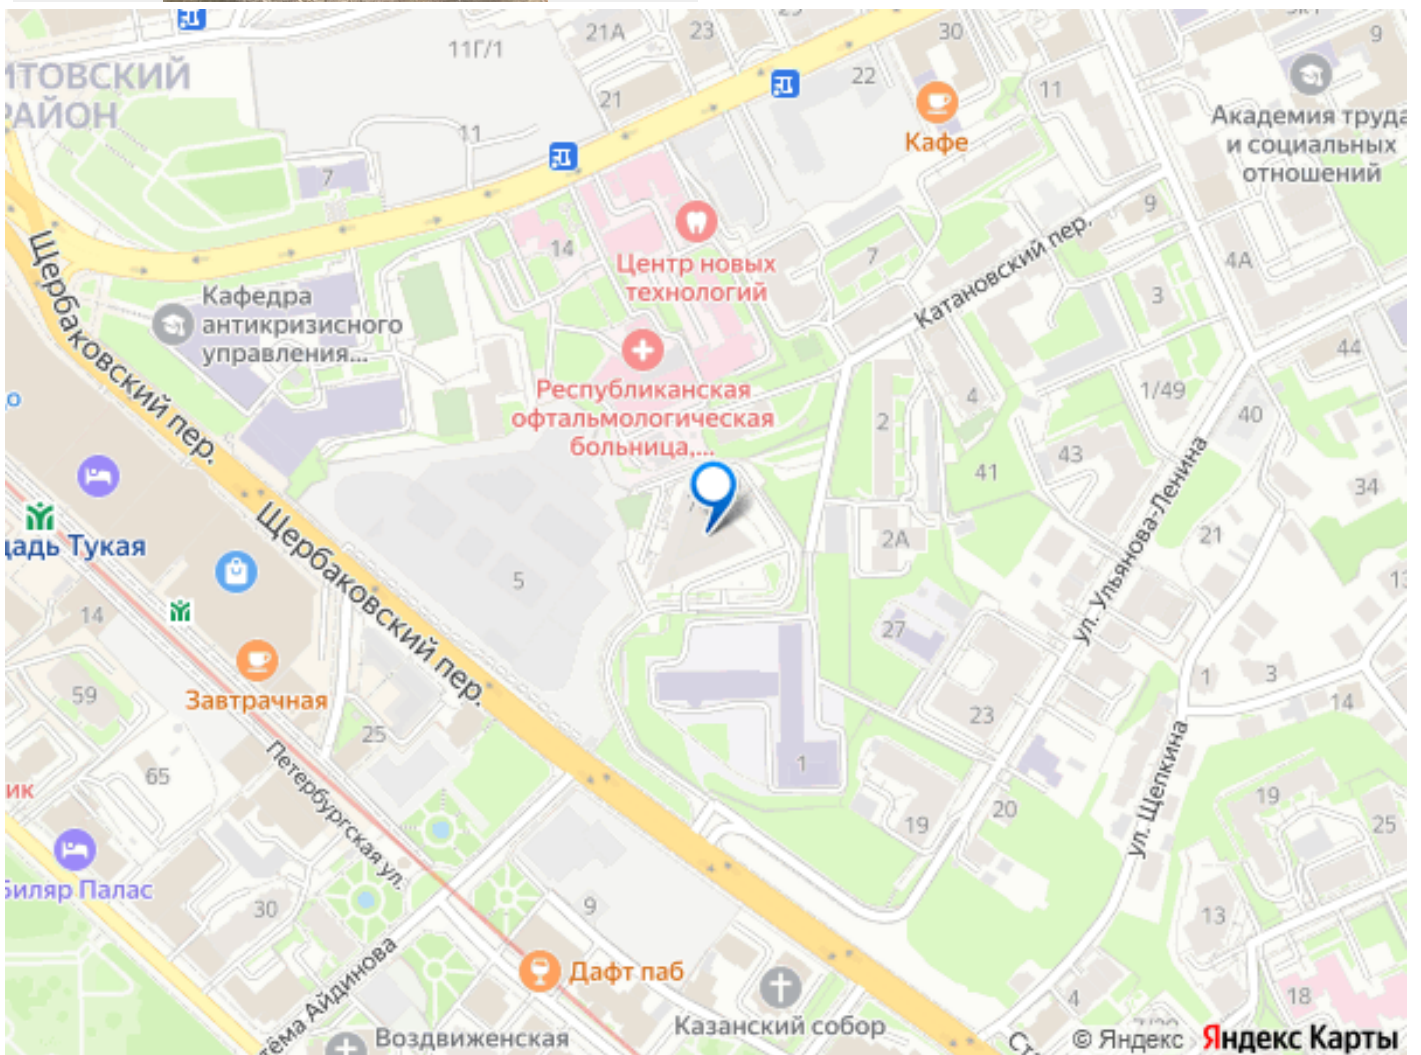 11Г/1
21А
23
30
9
ИТОВСКИЙ
РАЙОН
22
11
21
Академия труда
и социальных
отношений
11
Кафе
7
9
14
7
4А
Центр новых
технологий
Катановский пер.
3
Кафедра
антикризисного
управления...
Щербаковский пер.
44
Республиканская
офтальмологическая
больница,...
4
1/49
40
2
43
41
34
21
адь Тукая
Щербаковский пер.
2А
5
ул. Ульянова-Ленина
14
27
1
3
Завтрачная
59
14
23
25
65
1
ик
Петербургская ул.
20
19
ул. Щепкина
19
25
Биляр Палас
30
9
13
Дафт паб
тёма Айдинова
Казанский собор
4
18
Воздвиженская
© Яндекс Яндекс Карты